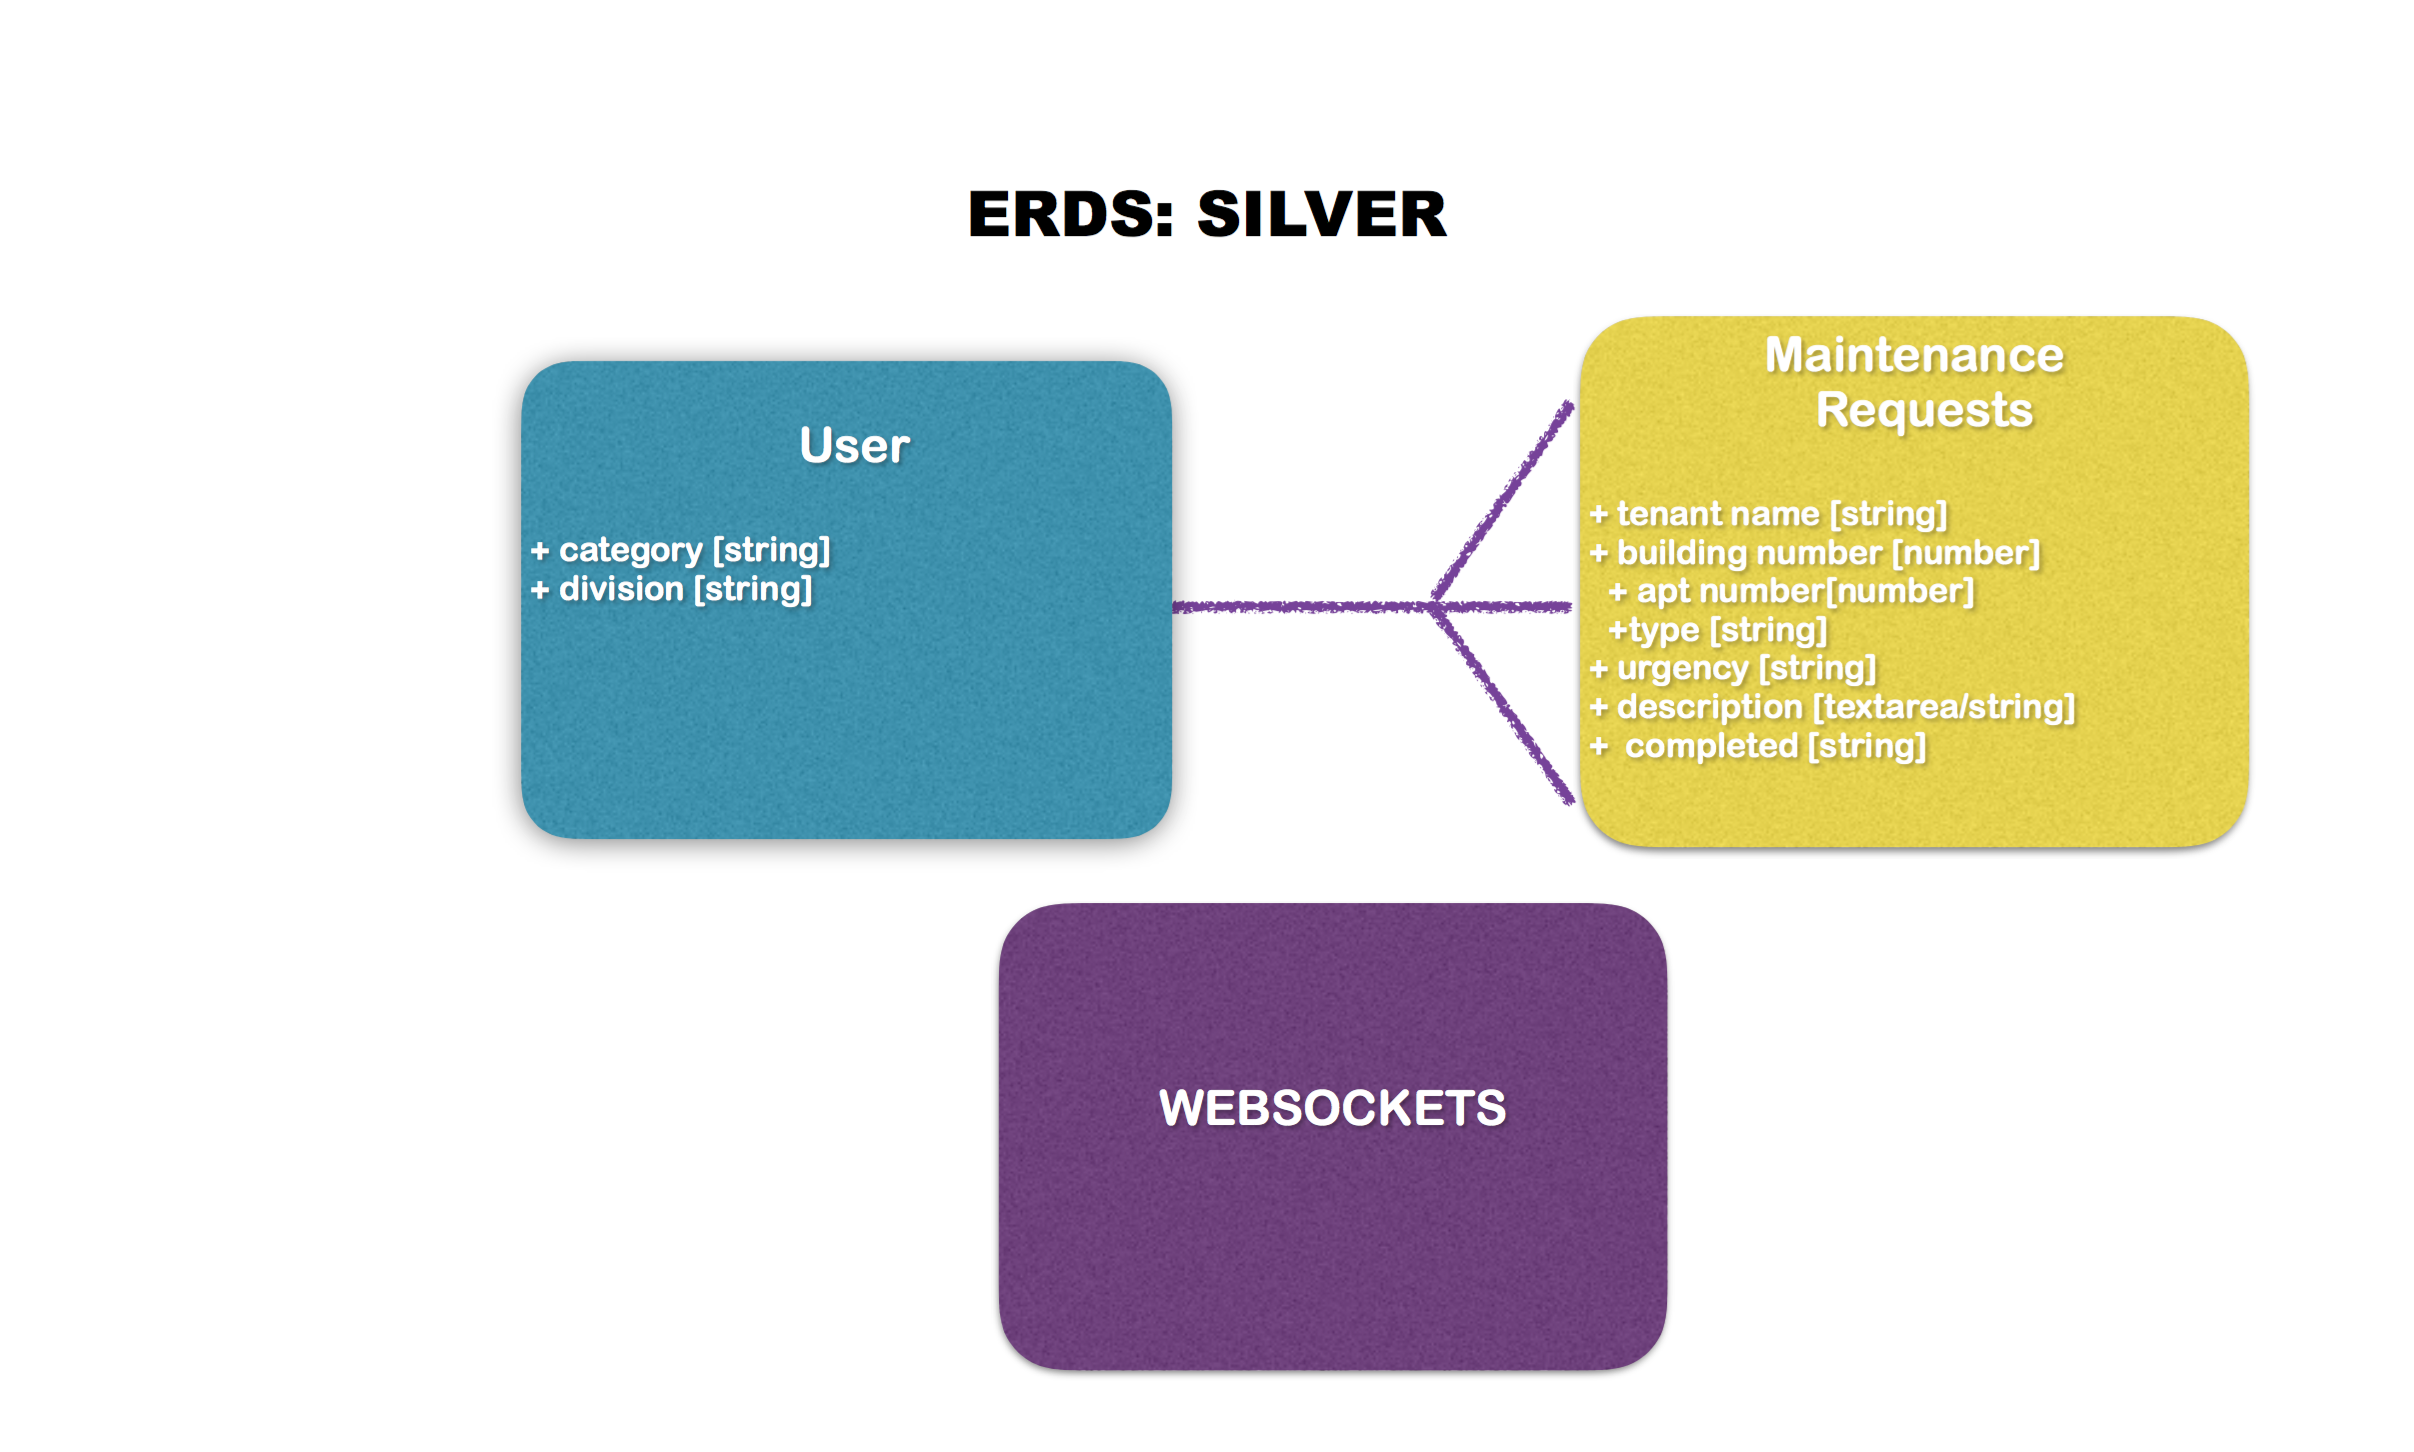 ERDS: SILVER
User
+ category [string]
+ division [string]
Maintenance
Requests
+ tenant name [string]
+ building number [number]
+ apt number[number]
+type [string]
+ urgency [string]
+ description [textarea/string]
+ completed [string]
WEBSOCKETS